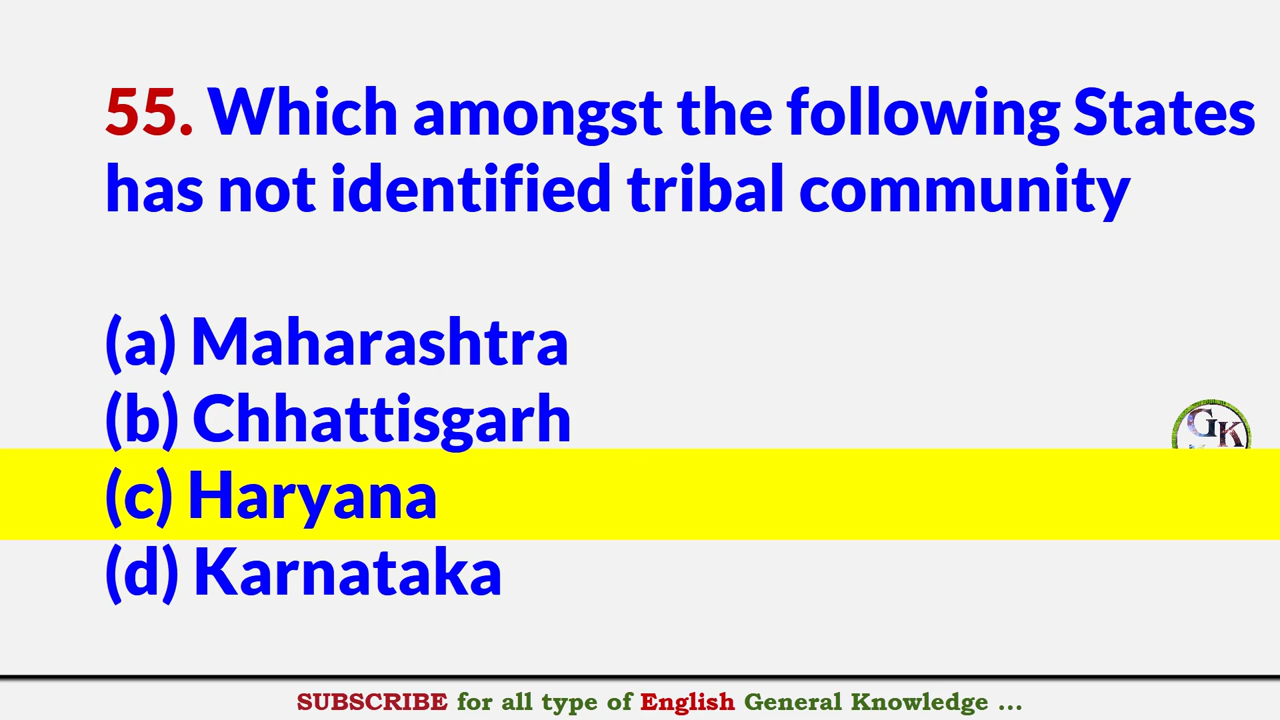 55. Which amongst the following States
has not identified tribal community
(a) Maharashtra
(b) Chhattisgarh
GK
(c) Haryana
(d) Karnataka
SUBSCRIBE for all type of English General Knowledge ...